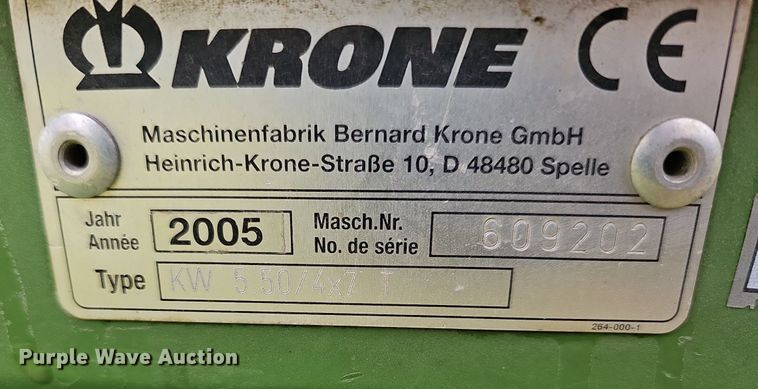 KRONE CE
Maschinenfabrik Bernard Krone GmbH
Heinrich-Krone-Straße 10, D 48480 Spelle
Jahr
Année
2005
Masch.Nr.
No. de série
609202
Type
KW 5.50/4x7 T
264-000-1
Purple Wave Auction